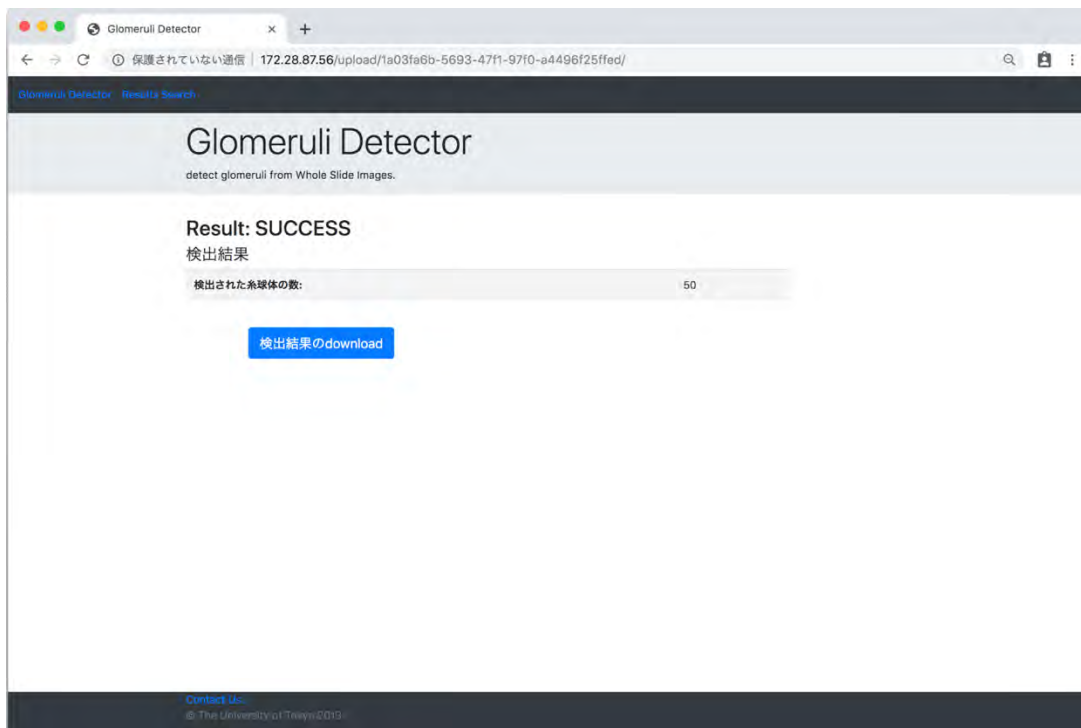 Glomeruli Detector
保護されていない通信 | 172.28.87.56/upload/1a03fa6b-5693-47f1-97f0-a4496f25ffed/
Glomeruli Detector Results Search
Glomeruli Detector
detect glomeruli from Whole Slide Images.
Result: SUCCESS
検出結果
検出された糸球体の数: 50
検出結果のdownload
Contact Us
© The University of Tokyo 2019